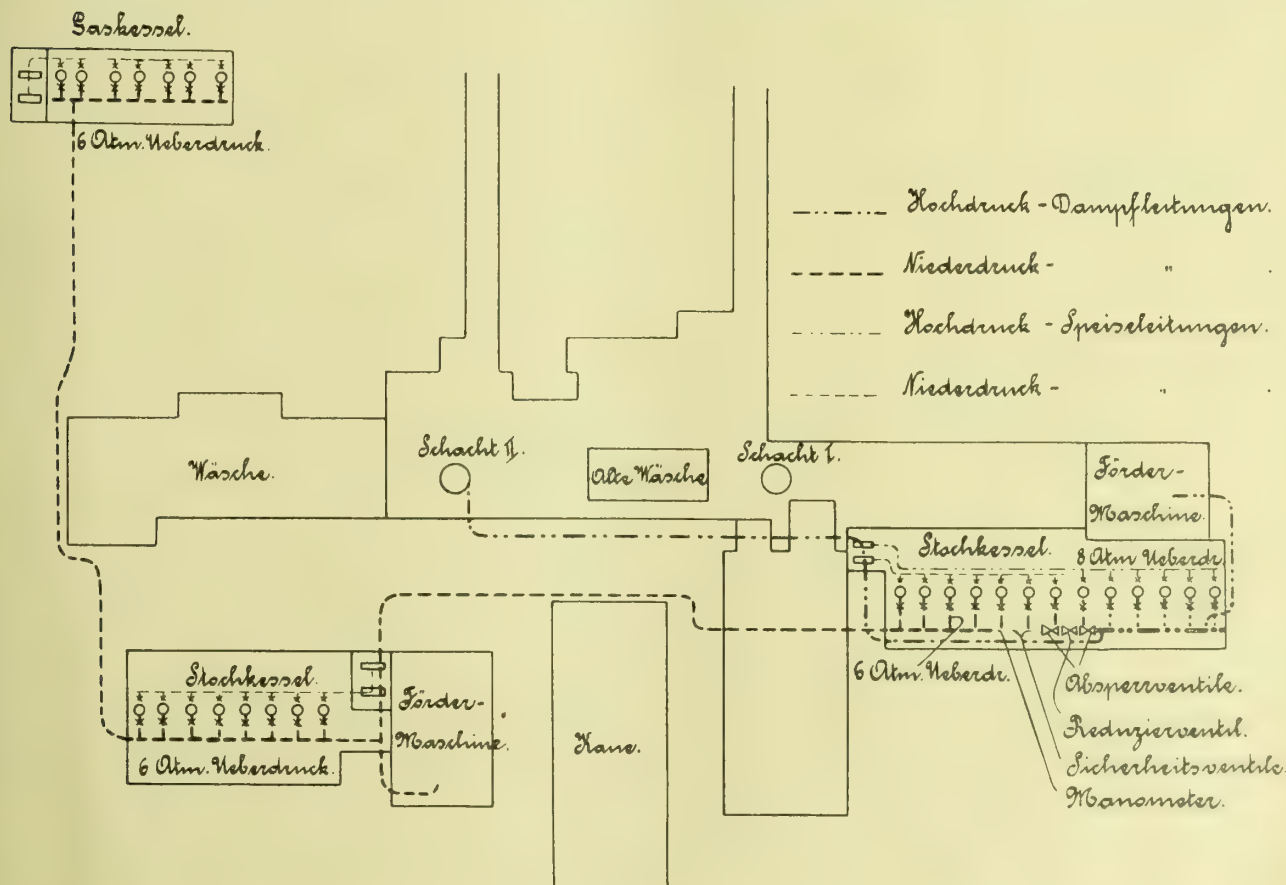 Gaskessel.
6 Atm. Ueberdruck.
Hochdruck - Dampfleitungen.
Niederdruck - " .
Hochdruck - Speiseleitungen.
Niederdruck - " .
Schacht II.
Schacht I.
Wäsche.
Alte Wäsche
Förder-
Maschine.
Stochkessel.
8 Atm Ueberdr.
6 Atm. Ueberdr.
Absperrventile.
Reduzierventil.
Sicherheitsventile.
Manometer.
Stochkessel.
Förder-
Maschine.
6 Atm. Ueberdruck.
Kaue.